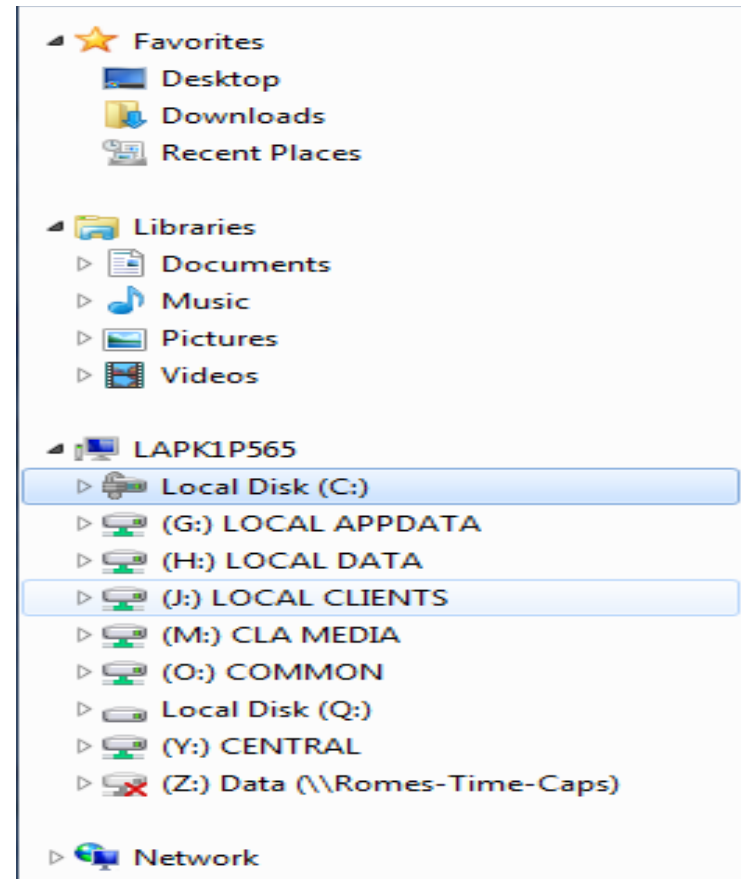 Favorites
Desktop
Downloads
Recent Places
Libraries
Documents
Music
Pictures
Videos
LAPK1P565
Local Disk (C:)
(G:) LOCAL APPDATA
(H:) LOCAL DATA
(J:) LOCAL CLIENTS
(M:) CLA MEDIA
(O:) COMMON
Local Disk (Q:)
(Y:) CENTRAL
(Z:) Data (\\Romes-Time-Caps)
Network